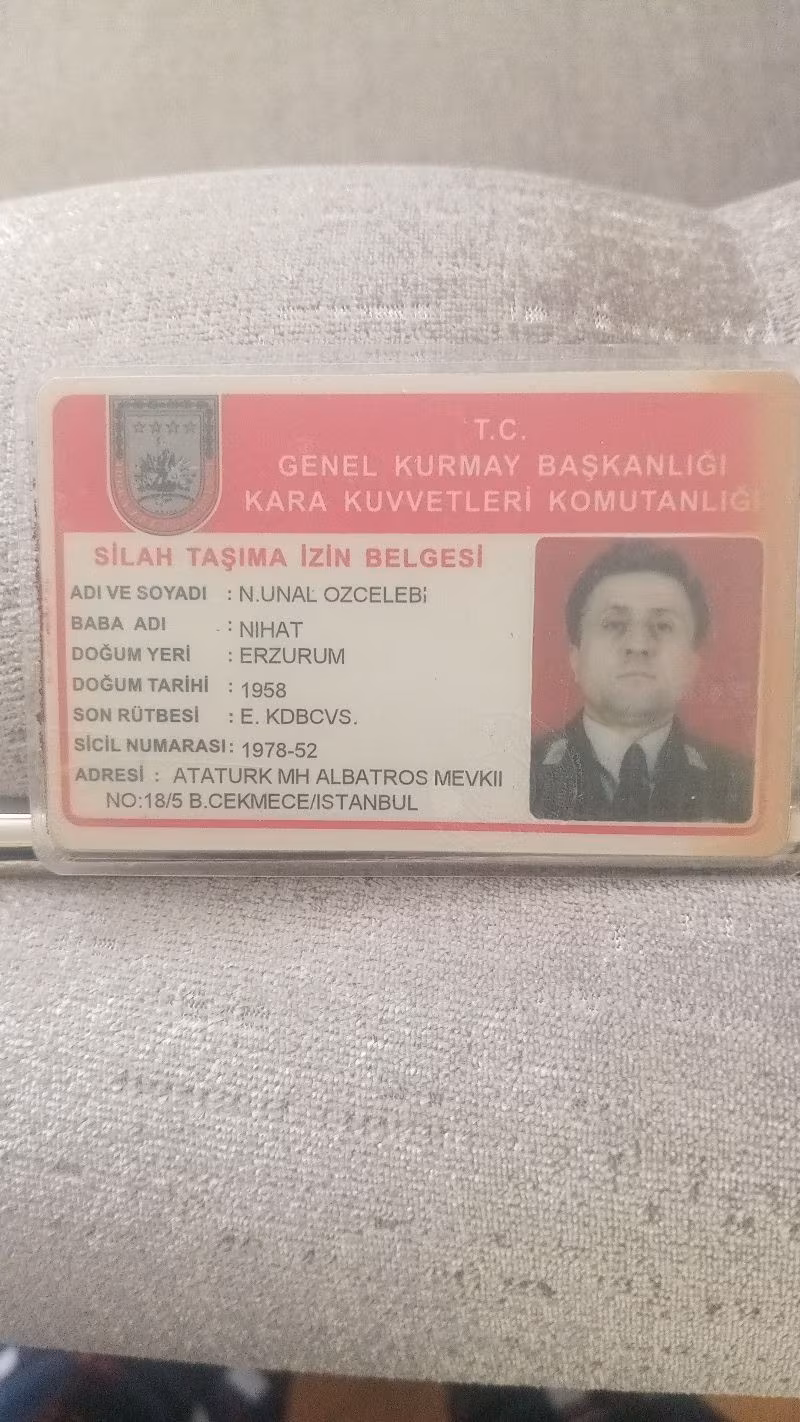 T.C.
GENEL KURMAY BAŞKANLIĞI
KARA KUVVETLERİ KOMUTANLIĞI
SİLAH TAŞIMA İZİN BELGESİ
ADI VE SOYADI : N.UNAL OZCELEBi
BABA ADI : NIHAT
DOĞUM YERİ : ERZURUM
DOĞUM TARİHİ : 1958
SON RÜTBESİ : E. KDBCVS.
SİCİL NUMARASI: 1978-52
ADRESİ : ATATURK MH ALBATROS MEVKII
NO:18/5 B.CEKMECE/ISTANBUL